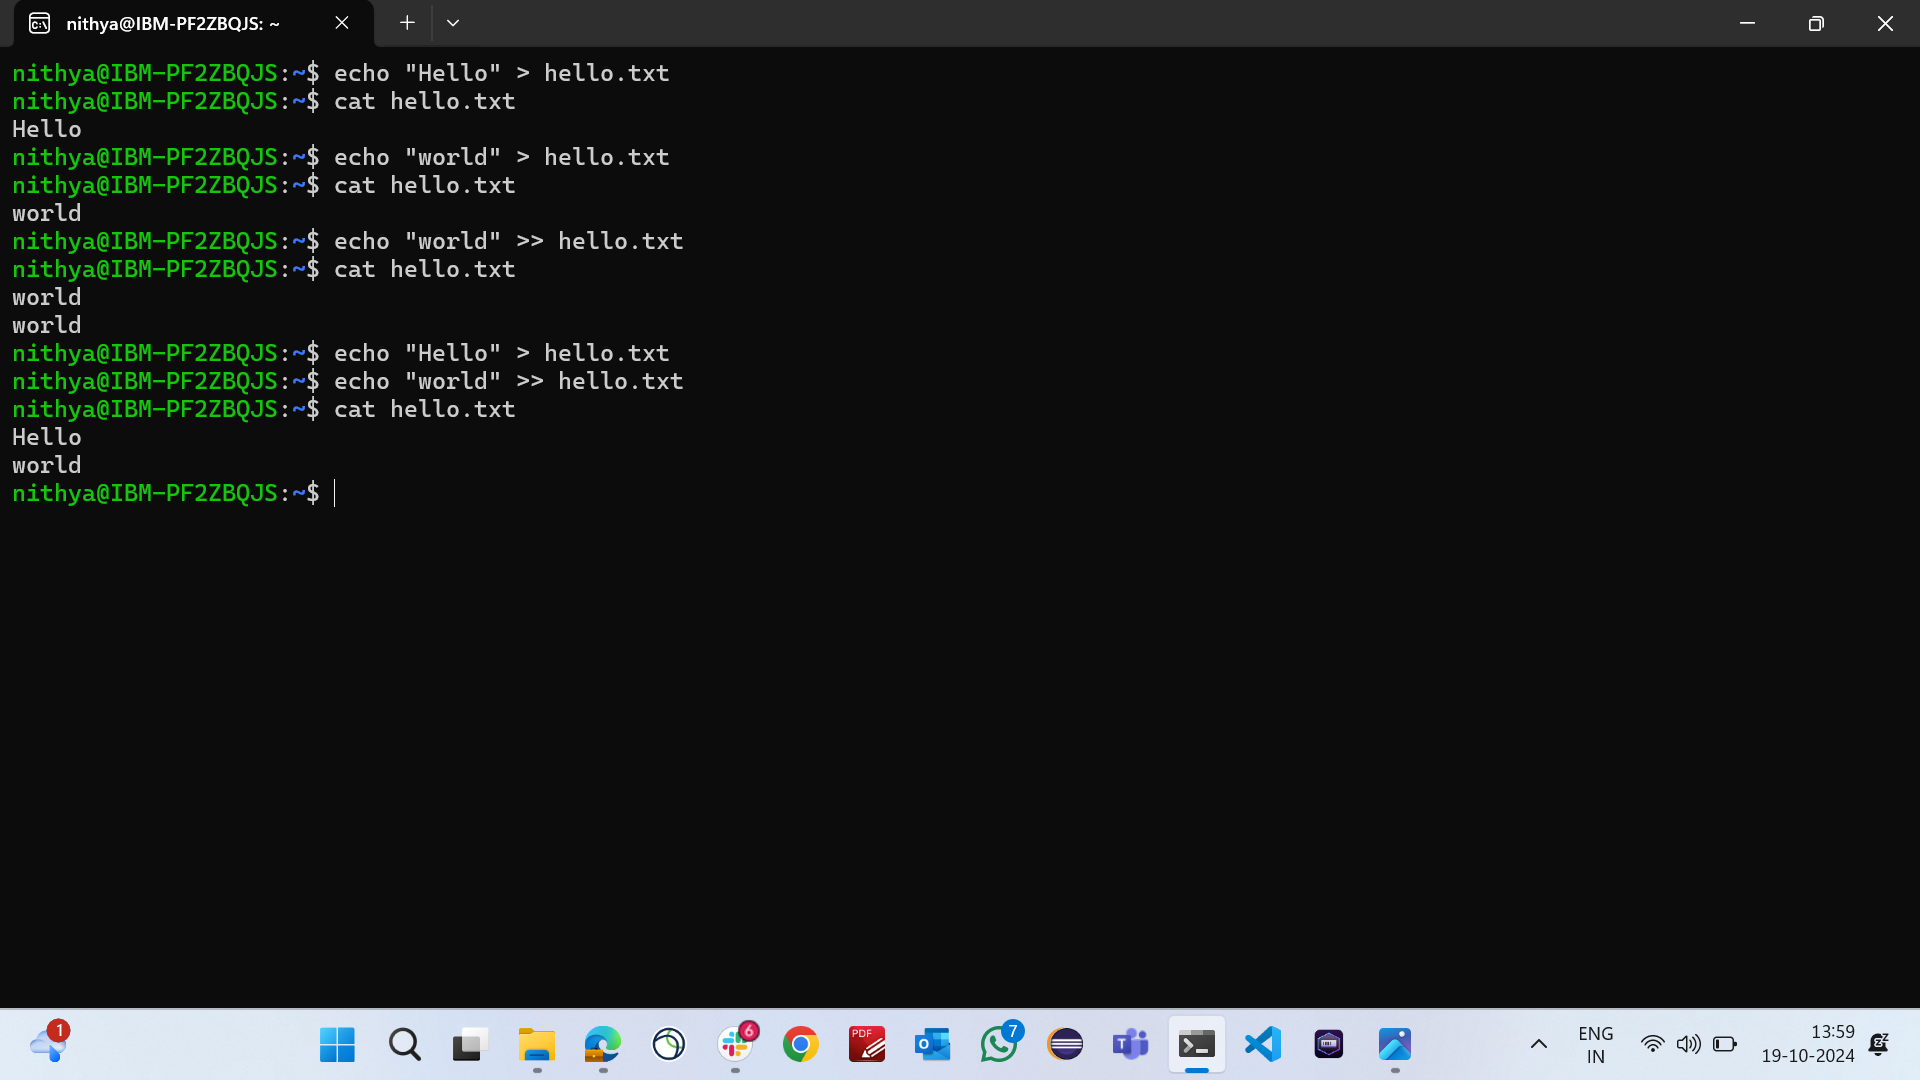 nithya@IBM-PF2ZBQJS: ~
nithya@IBM-PF2ZBQJS:~$ echo "Hello" > hello.txt
nithya@IBM-PF2ZBQJS:~$ cat hello.txt
Hello
nithya@IBM-PF2ZBQJS:~$ echo "world" > hello.txt
nithya@IBM-PF2ZBQJS:~$ cat hello.txt
world
nithya@IBM-PF2ZBQJS:~$ echo "world" >> hello.txt
nithya@IBM-PF2ZBQJS:~$ cat hello.txt
world
world
nithya@IBM-PF2ZBQJS:~$ echo "Hello" > hello.txt
nithya@IBM-PF2ZBQJS:~$ echo "world" >> hello.txt
nithya@IBM-PF2ZBQJS:~$ cat hello.txt
Hello
world
nithya@IBM-PF2ZBQJS:~$
1
6
PDF
O
7
T
ENG
IN
13:59
19-10-2024